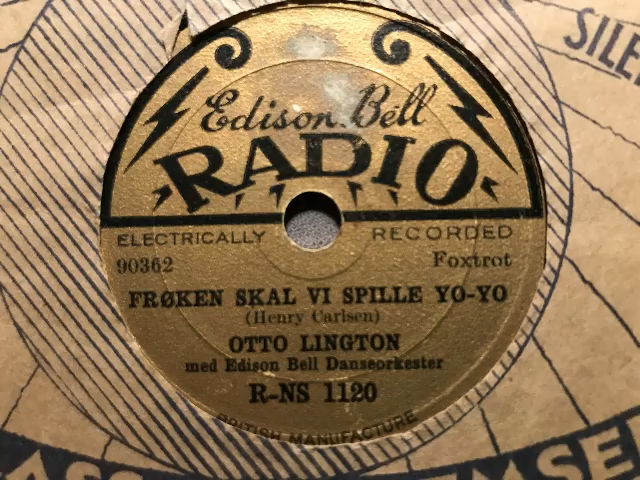 SILE
Edison Bell
RADIO
ELECTRICALLY RECORDED
90362 Foxtrot
FRØKEN SKAL VI SPILLE YO-YO
(Henry Carlsen)
OTTO LINGTON
med Edison Bell Danseorkester
R-NS 1120
BRITISH MANUFACTURE